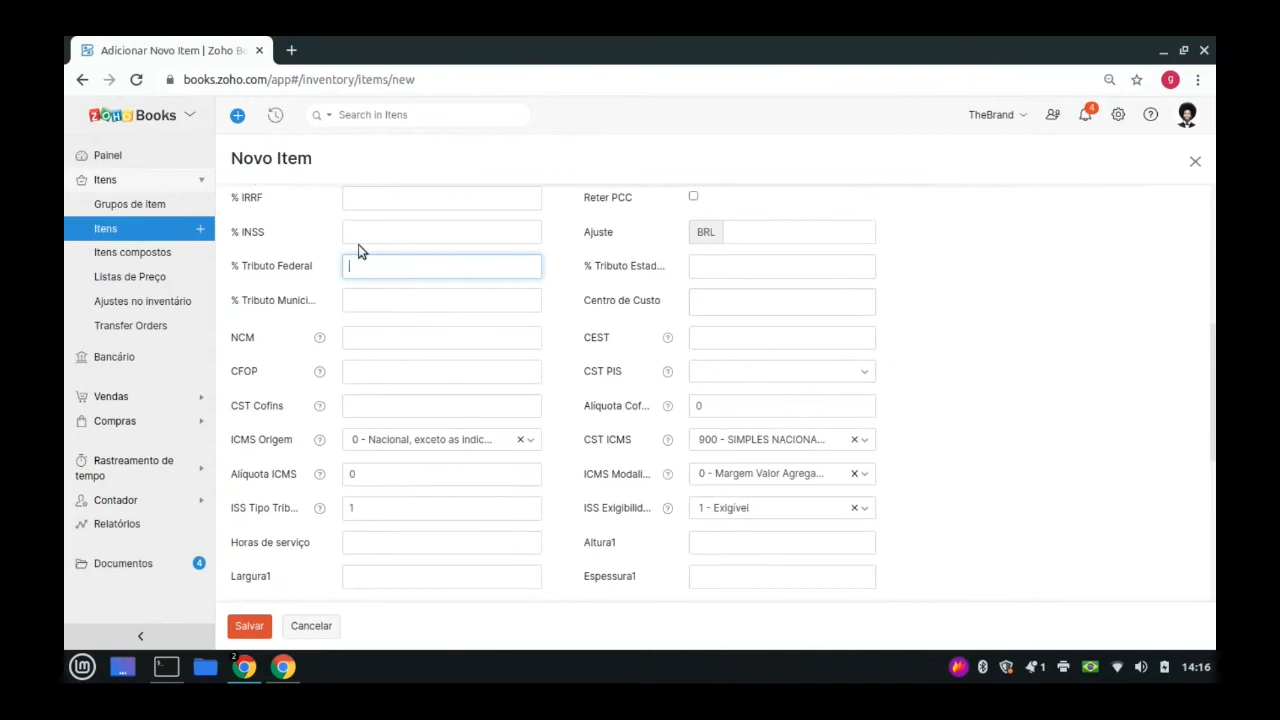 Adicionar Novo Item | Zoho Bo
books.zoho.com/app#/inventory/items/new
ZOHO Books
Search in Itens
TheBrand
4
Painel
Itens
Grupos de item
Itens
Itens compostos
Listas de Preço
Ajustes no inventário
Transfer Orders
Bancário
Vendas
Compras
Rastreamento de
tempo
Contador
Relatórios
Documentos 4
Novo Item
% IRRF Reter PCC
% INSS Ajuste BRL
% Tributo Federal % Tributo Estad...
% Tributo Munici... Centro de Custo
NCM CEST
CFOP CST PIS
CST Cofins Alíquota Cof... 0
ICMS Origem 0 - Nacional, exceto as indic... CST ICMS 900 - SIMPLES NACIONA...
Alíquota ICMS 0 ICMS Modali... 0 - Margem Valor Agrega...
ISS Tipo Trib... 1 ISS Exigibilid... 1 - Exigível
Horas de serviço Altura1
Largura1 Espessura1
Salvar Cancelar
2
1
14:16